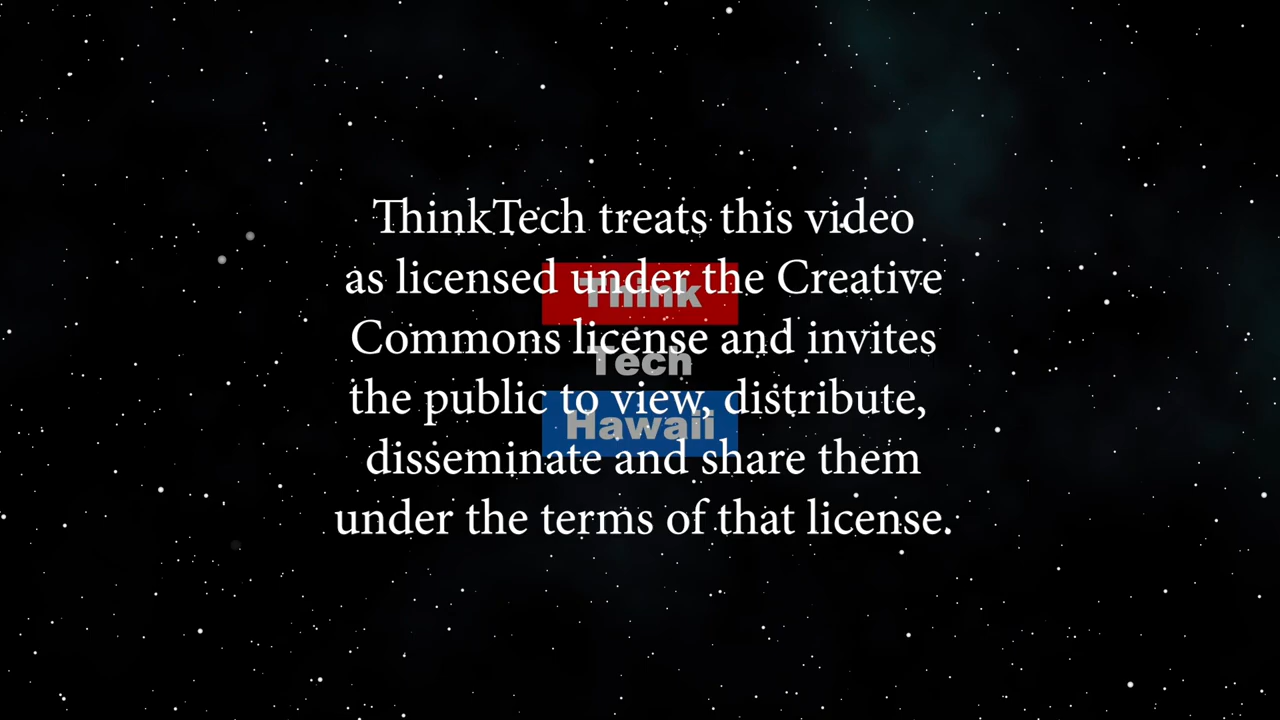 ThinkTech treats this video
as licensed under the Creative
Commons license and invites
the public to view, distribute,
disseminate and share them
under the terms of that license.
Think
Tech
Hawaii